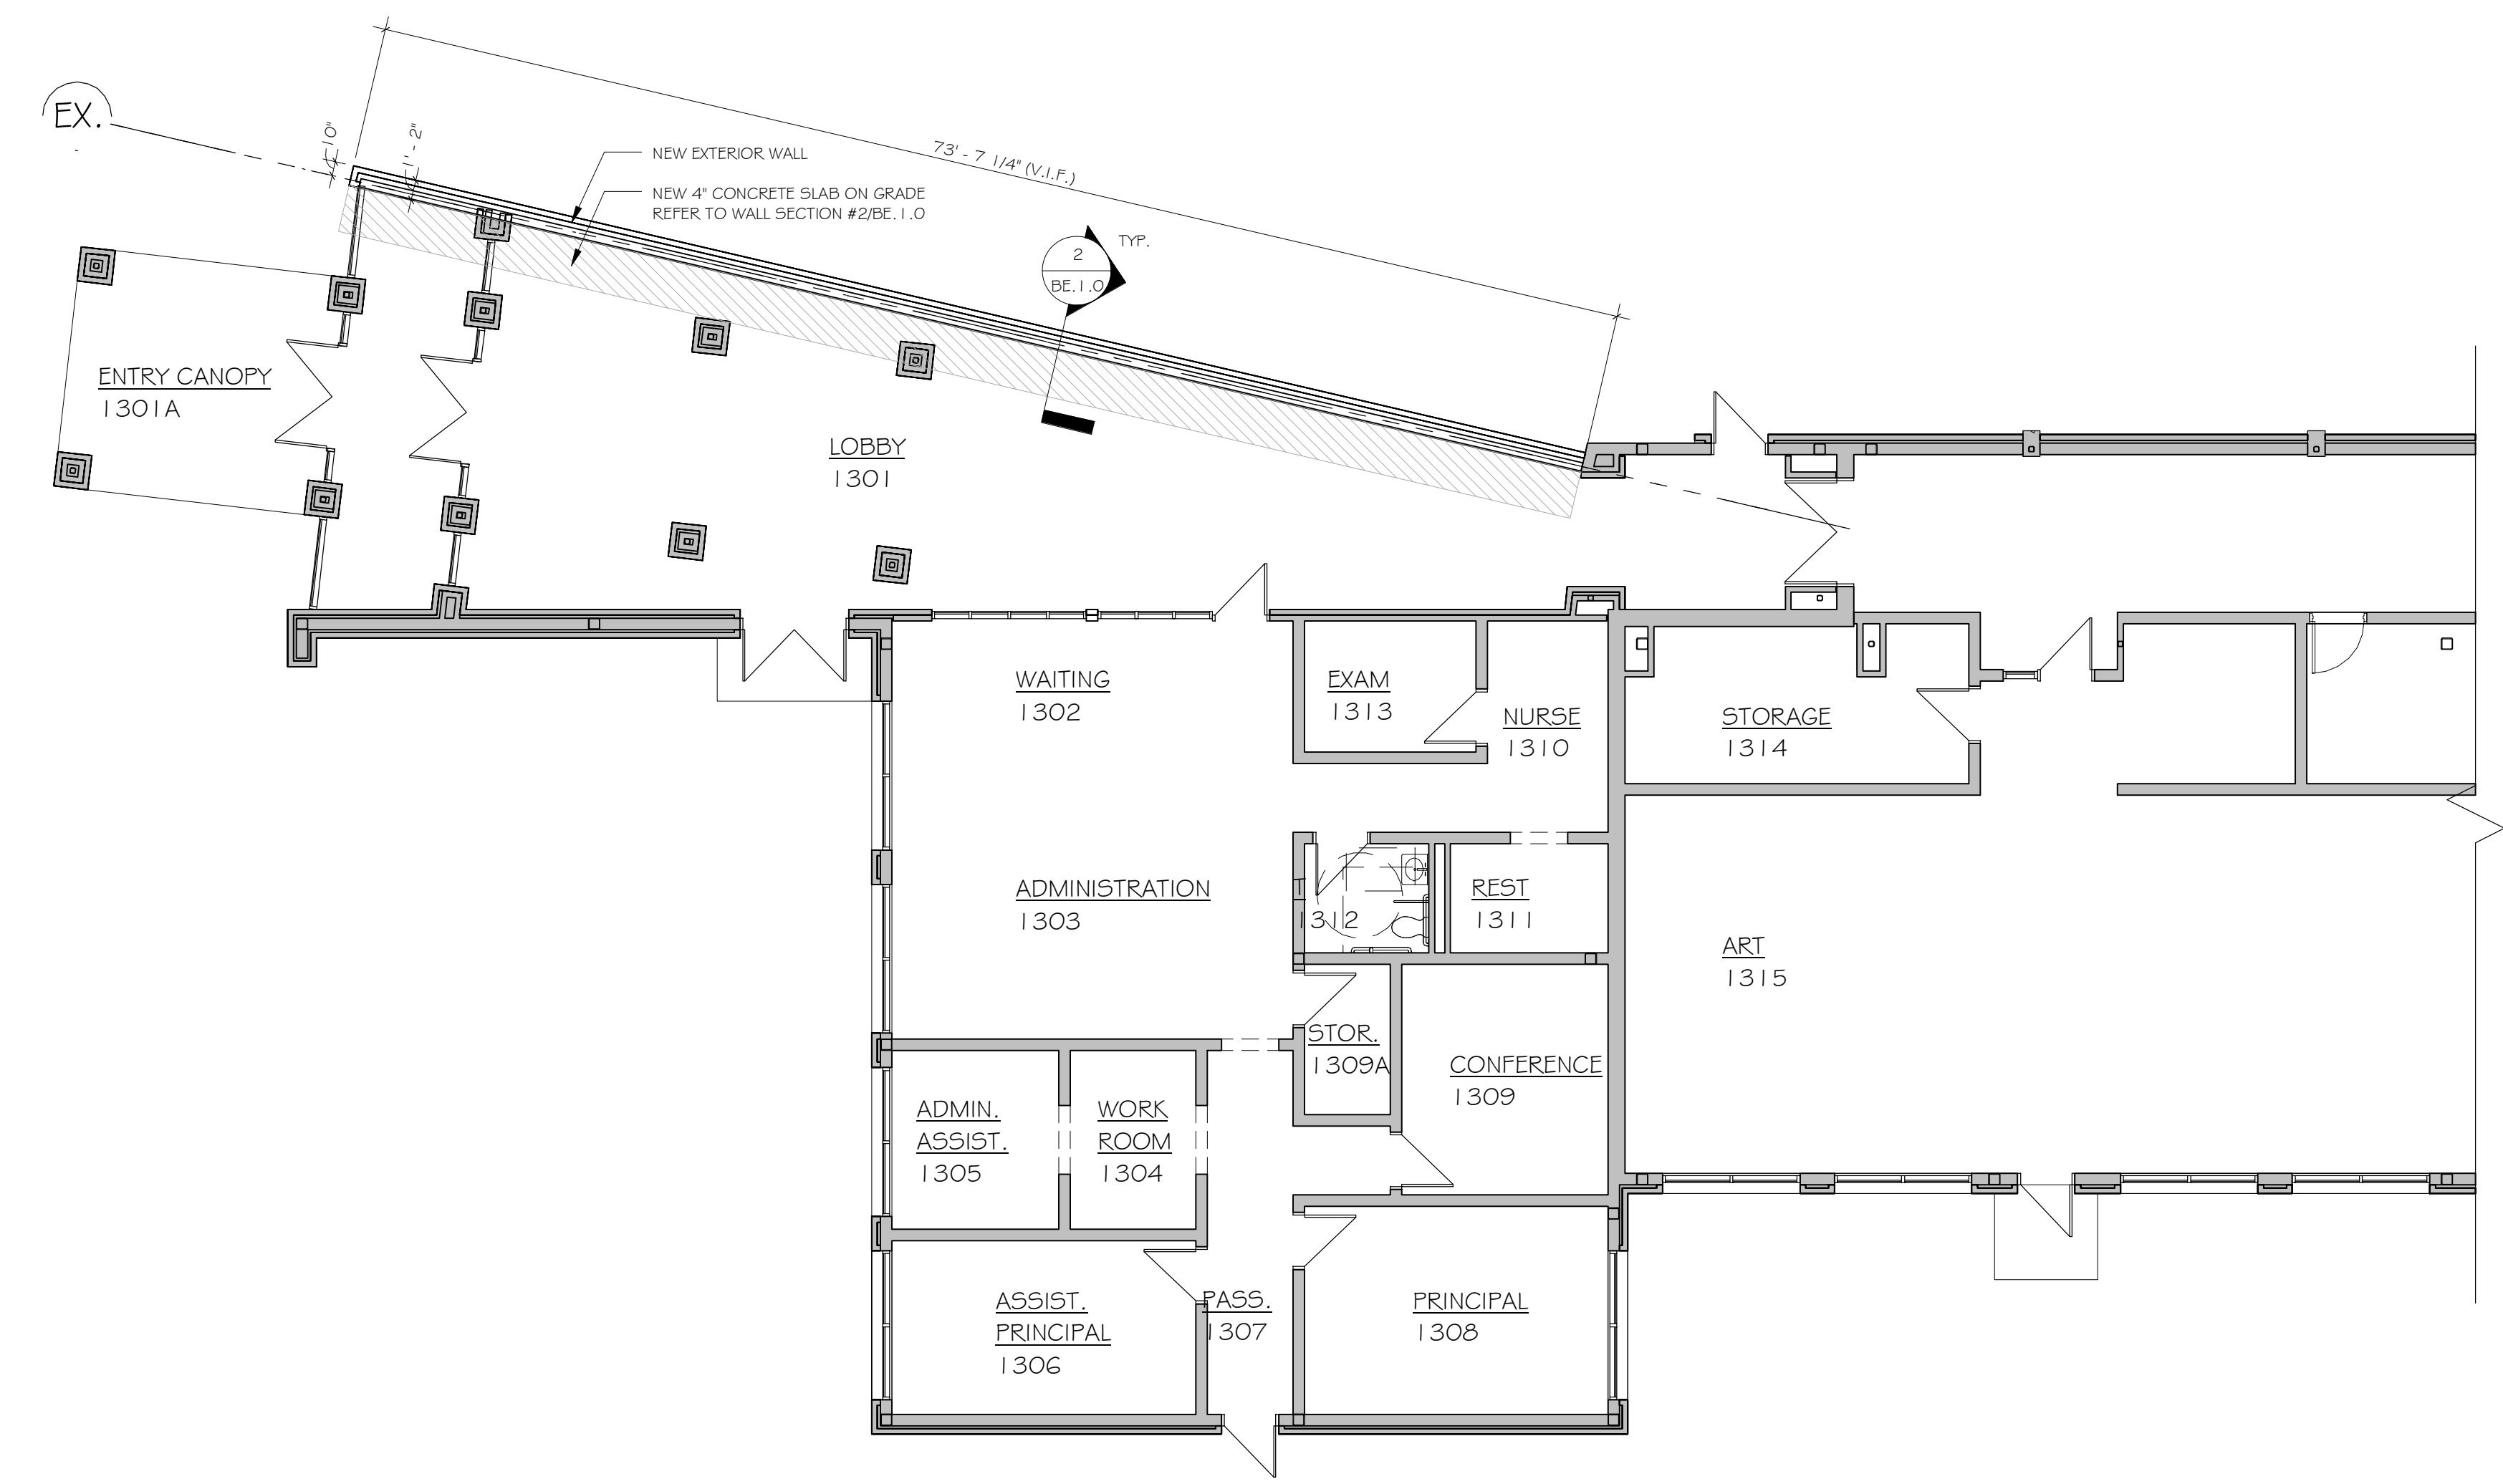 EX.
10"
1' - 2"
NEW EXTERIOR WALL
NEW 4" CONCRETE SLAB ON GRADE
REFER TO WALL SECTION #2/BE.1.0
73' - 7 1/4" (V.I.F.)
2
BE.1.0
TYP.
ENTRY CANOPY
1301A
LOBBY
1301
WAITING
1302
EXAM
1313
NURSE
1310
STORAGE
1314
ADMINISTRATION
1303
T
1312
REST
1311
ART
1315
STOR.
1309A
CONFERENCE
1309
ADMIN.
ASSIST.
1305
WORK
ROOM
1304
ASSIST.
PRINCIPAL
1306
PASS.
1307
PRINCIPAL
1308